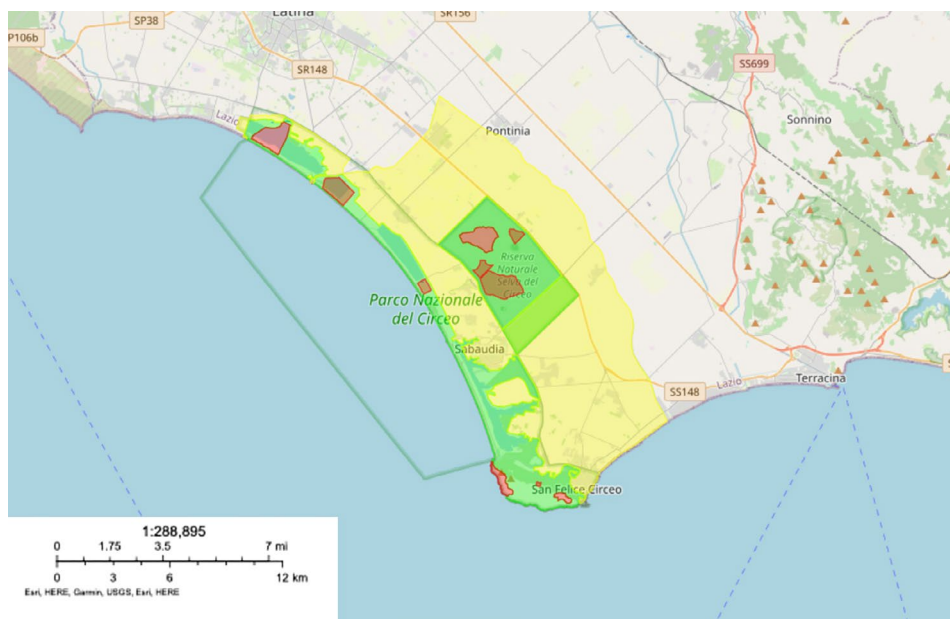 Latina
SR156
SP38
P106b
SR148
SS699
Sonnino
Lazio
Pontinia
Riserva
Naturale
Selva del
Circeo
Parco Nazionale
del Circeo
Sabaudia
Terracina
Lazio
SS148
San Felice Circeo
1:288,895
0 1.75 3.5 7 mi
0 3 6 12 km
Esri, HERE, Garmin, USGS, Esri, HERE